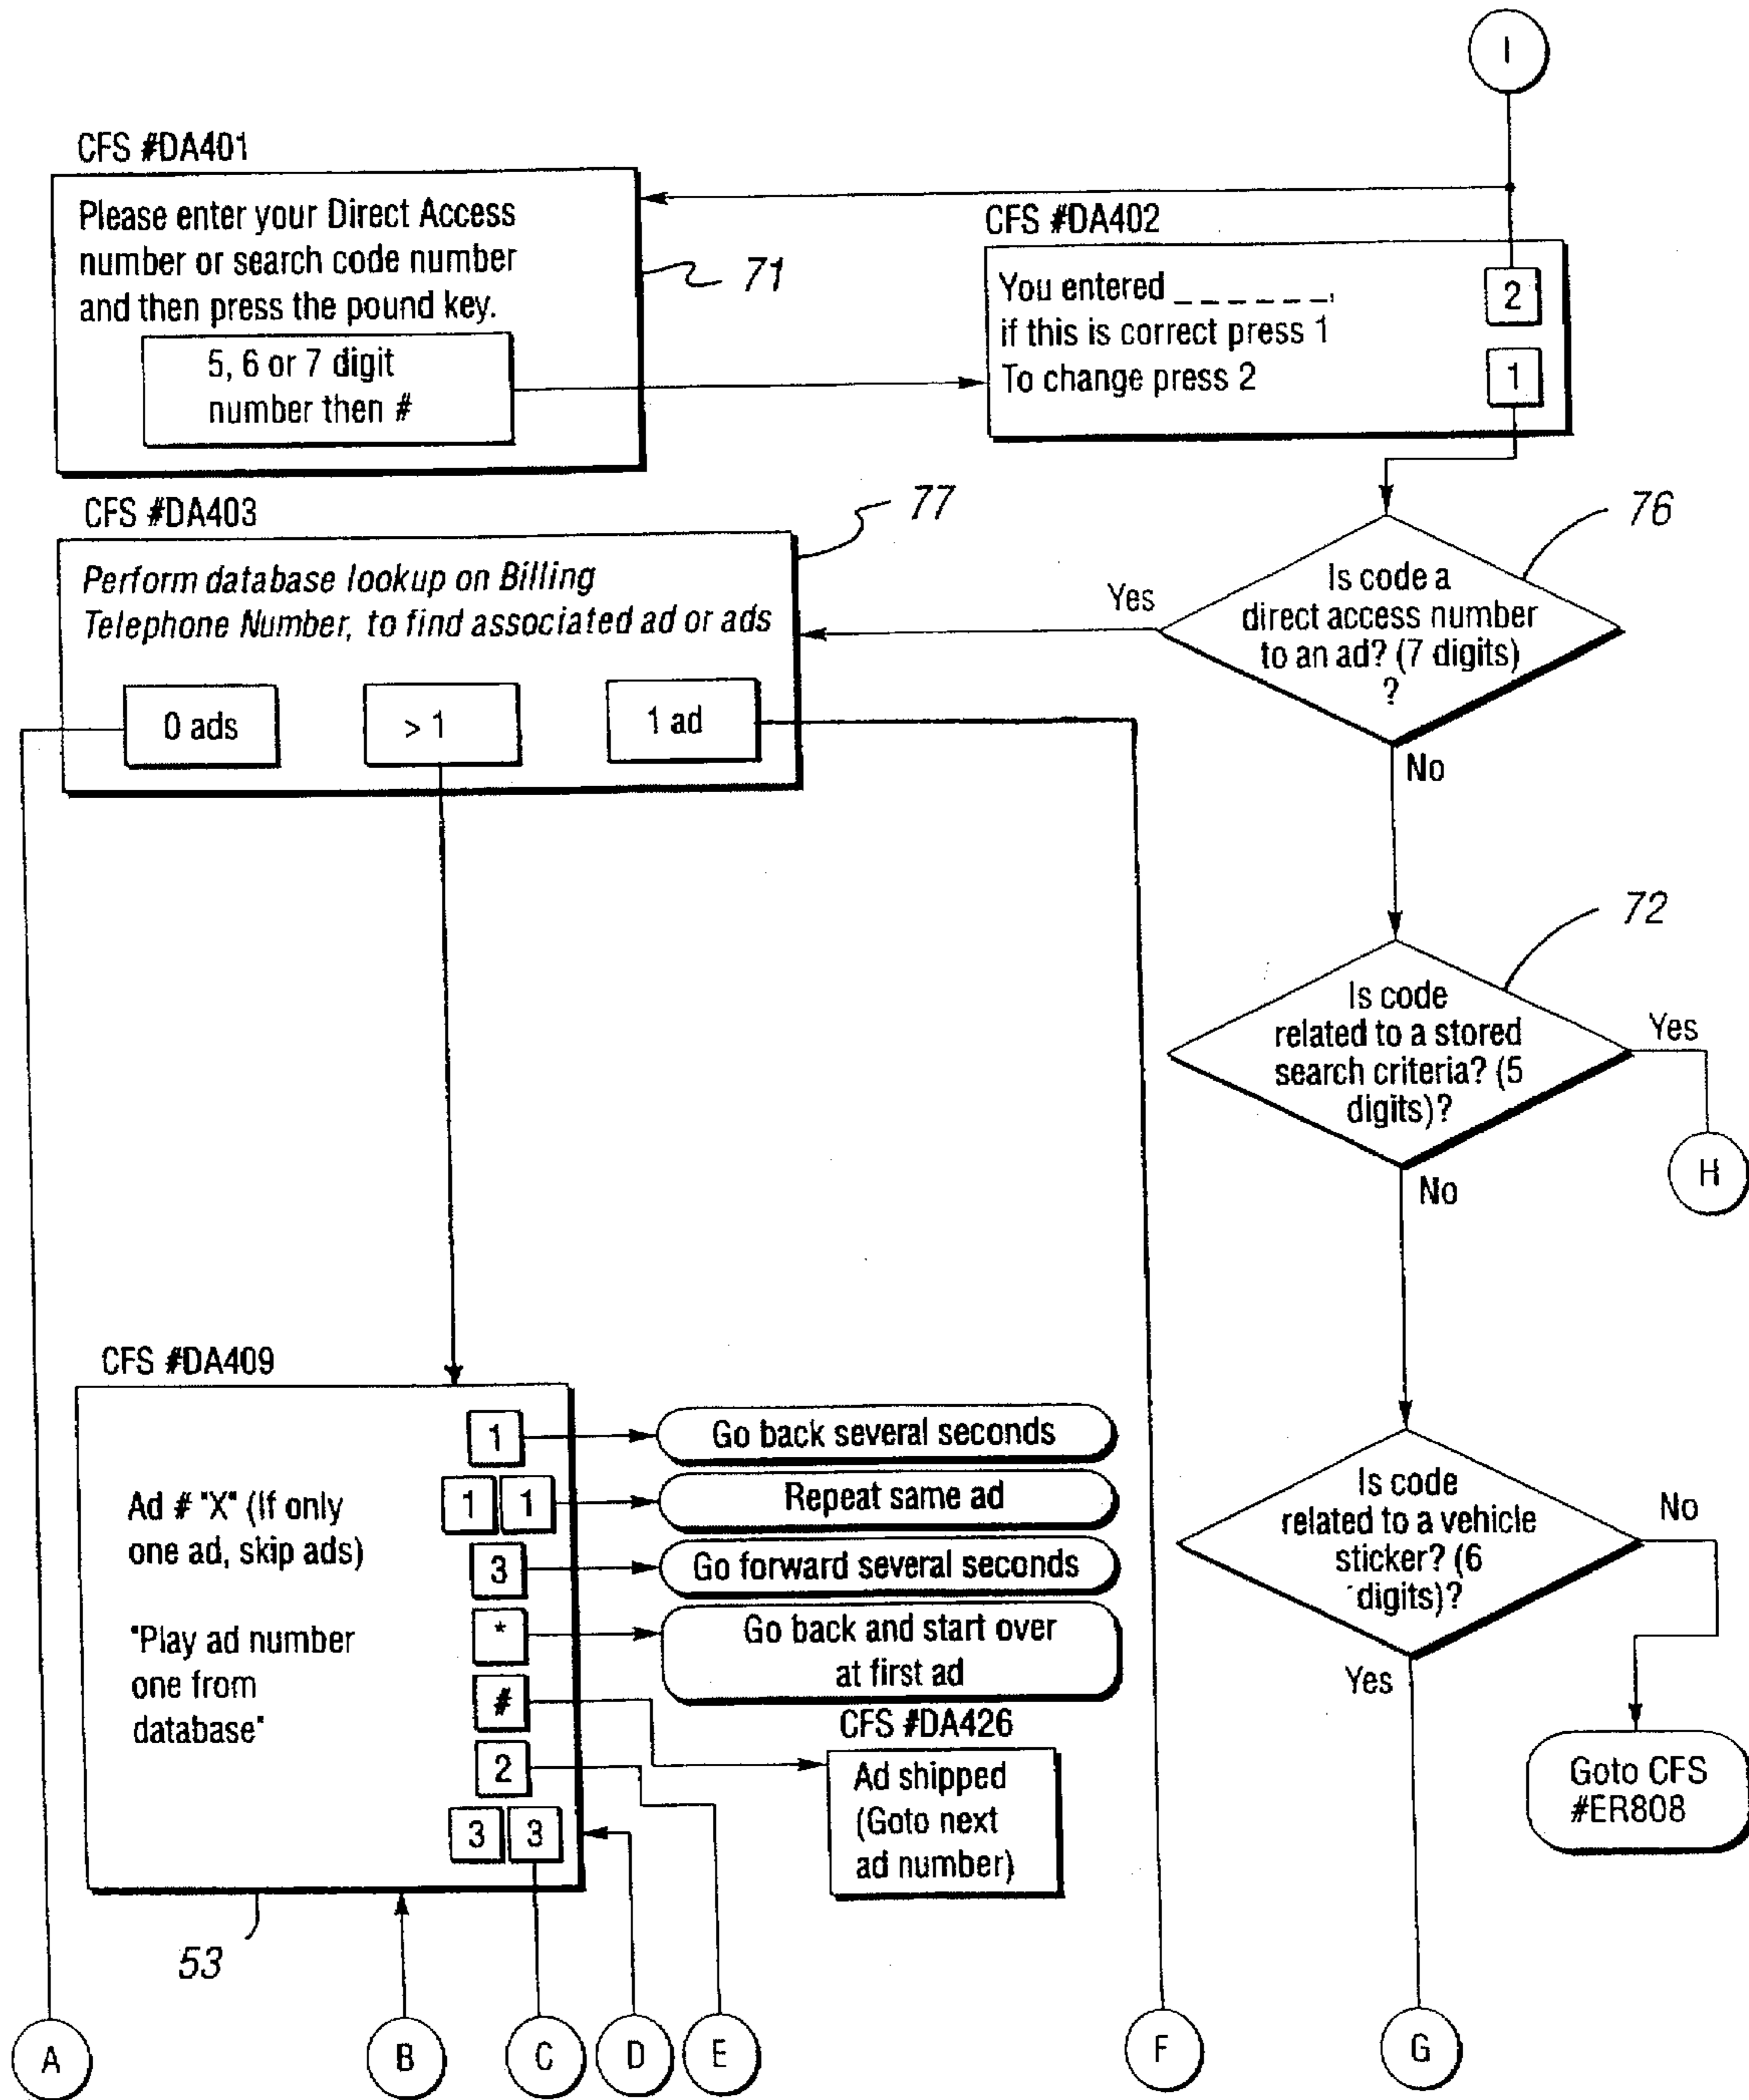 I
CFS #DA401
Please enter your Direct Access
number or search code number
and then press the pound key.
5, 6 or 7 digit
number then #
71
CFS #DA402
You entered _ _ _ _ _ _,
if this is correct press 1
To change press 2
2
1
CFS #DA403
77
Perform database lookup on Billing
Telephone Number, to find associated ad or ads
0 ads
> 1
1 ad
76
Is code a
direct access number
to an ad? (7 digits)
?
Yes
No
72
Is code
related to a stored
search criteria? (5
digits)?
Yes
H
No
CFS #DA409
Ad # "X" (If only
one ad, skip ads)
"Play ad number
one from
database"
1
Go back several seconds
1 1
Repeat same ad
3
Go forward several seconds
*
Go back and start over
at first ad
#
2
3 3
CFS #DA426
Ad shipped
(Goto next
ad number)
53
Is code
related to a vehicle
sticker? (6
digits)?
No
Yes
Goto CFS
#ER808
A
B
C
D
E
F
G